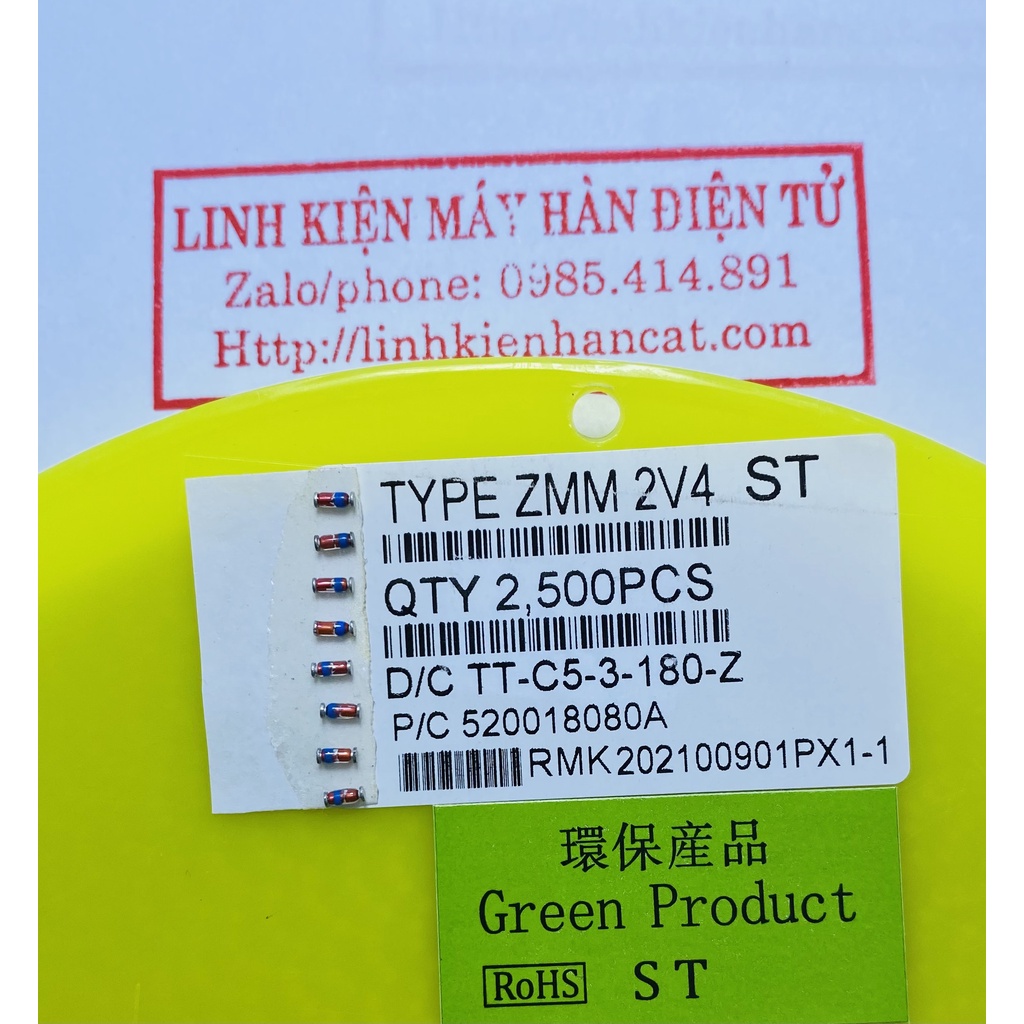 LINH KIỆN MÁY HÀN ĐIỆN TỬ
Zalo/phone: 0985.414.891
Http://linhkienhancat.com
TYPE ZMM 2V4 ST
QTY 2,500PCS
D/C TT-C5-3-180-Z
P/C 520018080A
RMK202100901PX1-1
環保産品
Green Product
RoHS ST